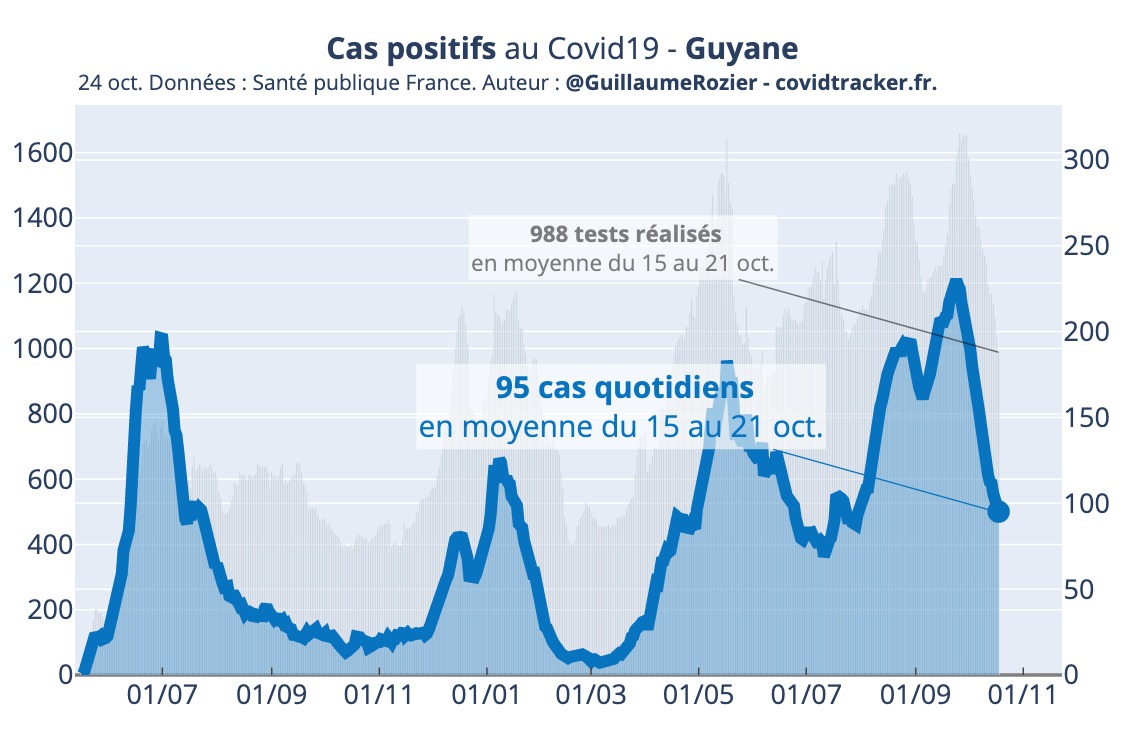 Cas positifs au Covid19 - Guyane
24 oct. Données : Santé publique France. Auteur : @GuillaumeRozier - covidtracker.fr.
1600
1400
1200
1000
800
600
400
200
0
300
250
200
150
100
50
0
988 tests réalisés
en moyenne du 15 au 21 oct.
95 cas quotidiens
en moyenne du 15 au 21 oct.
01/07 01/09 01/11 01/01 01/03 01/05 01/07 01/09 01/11